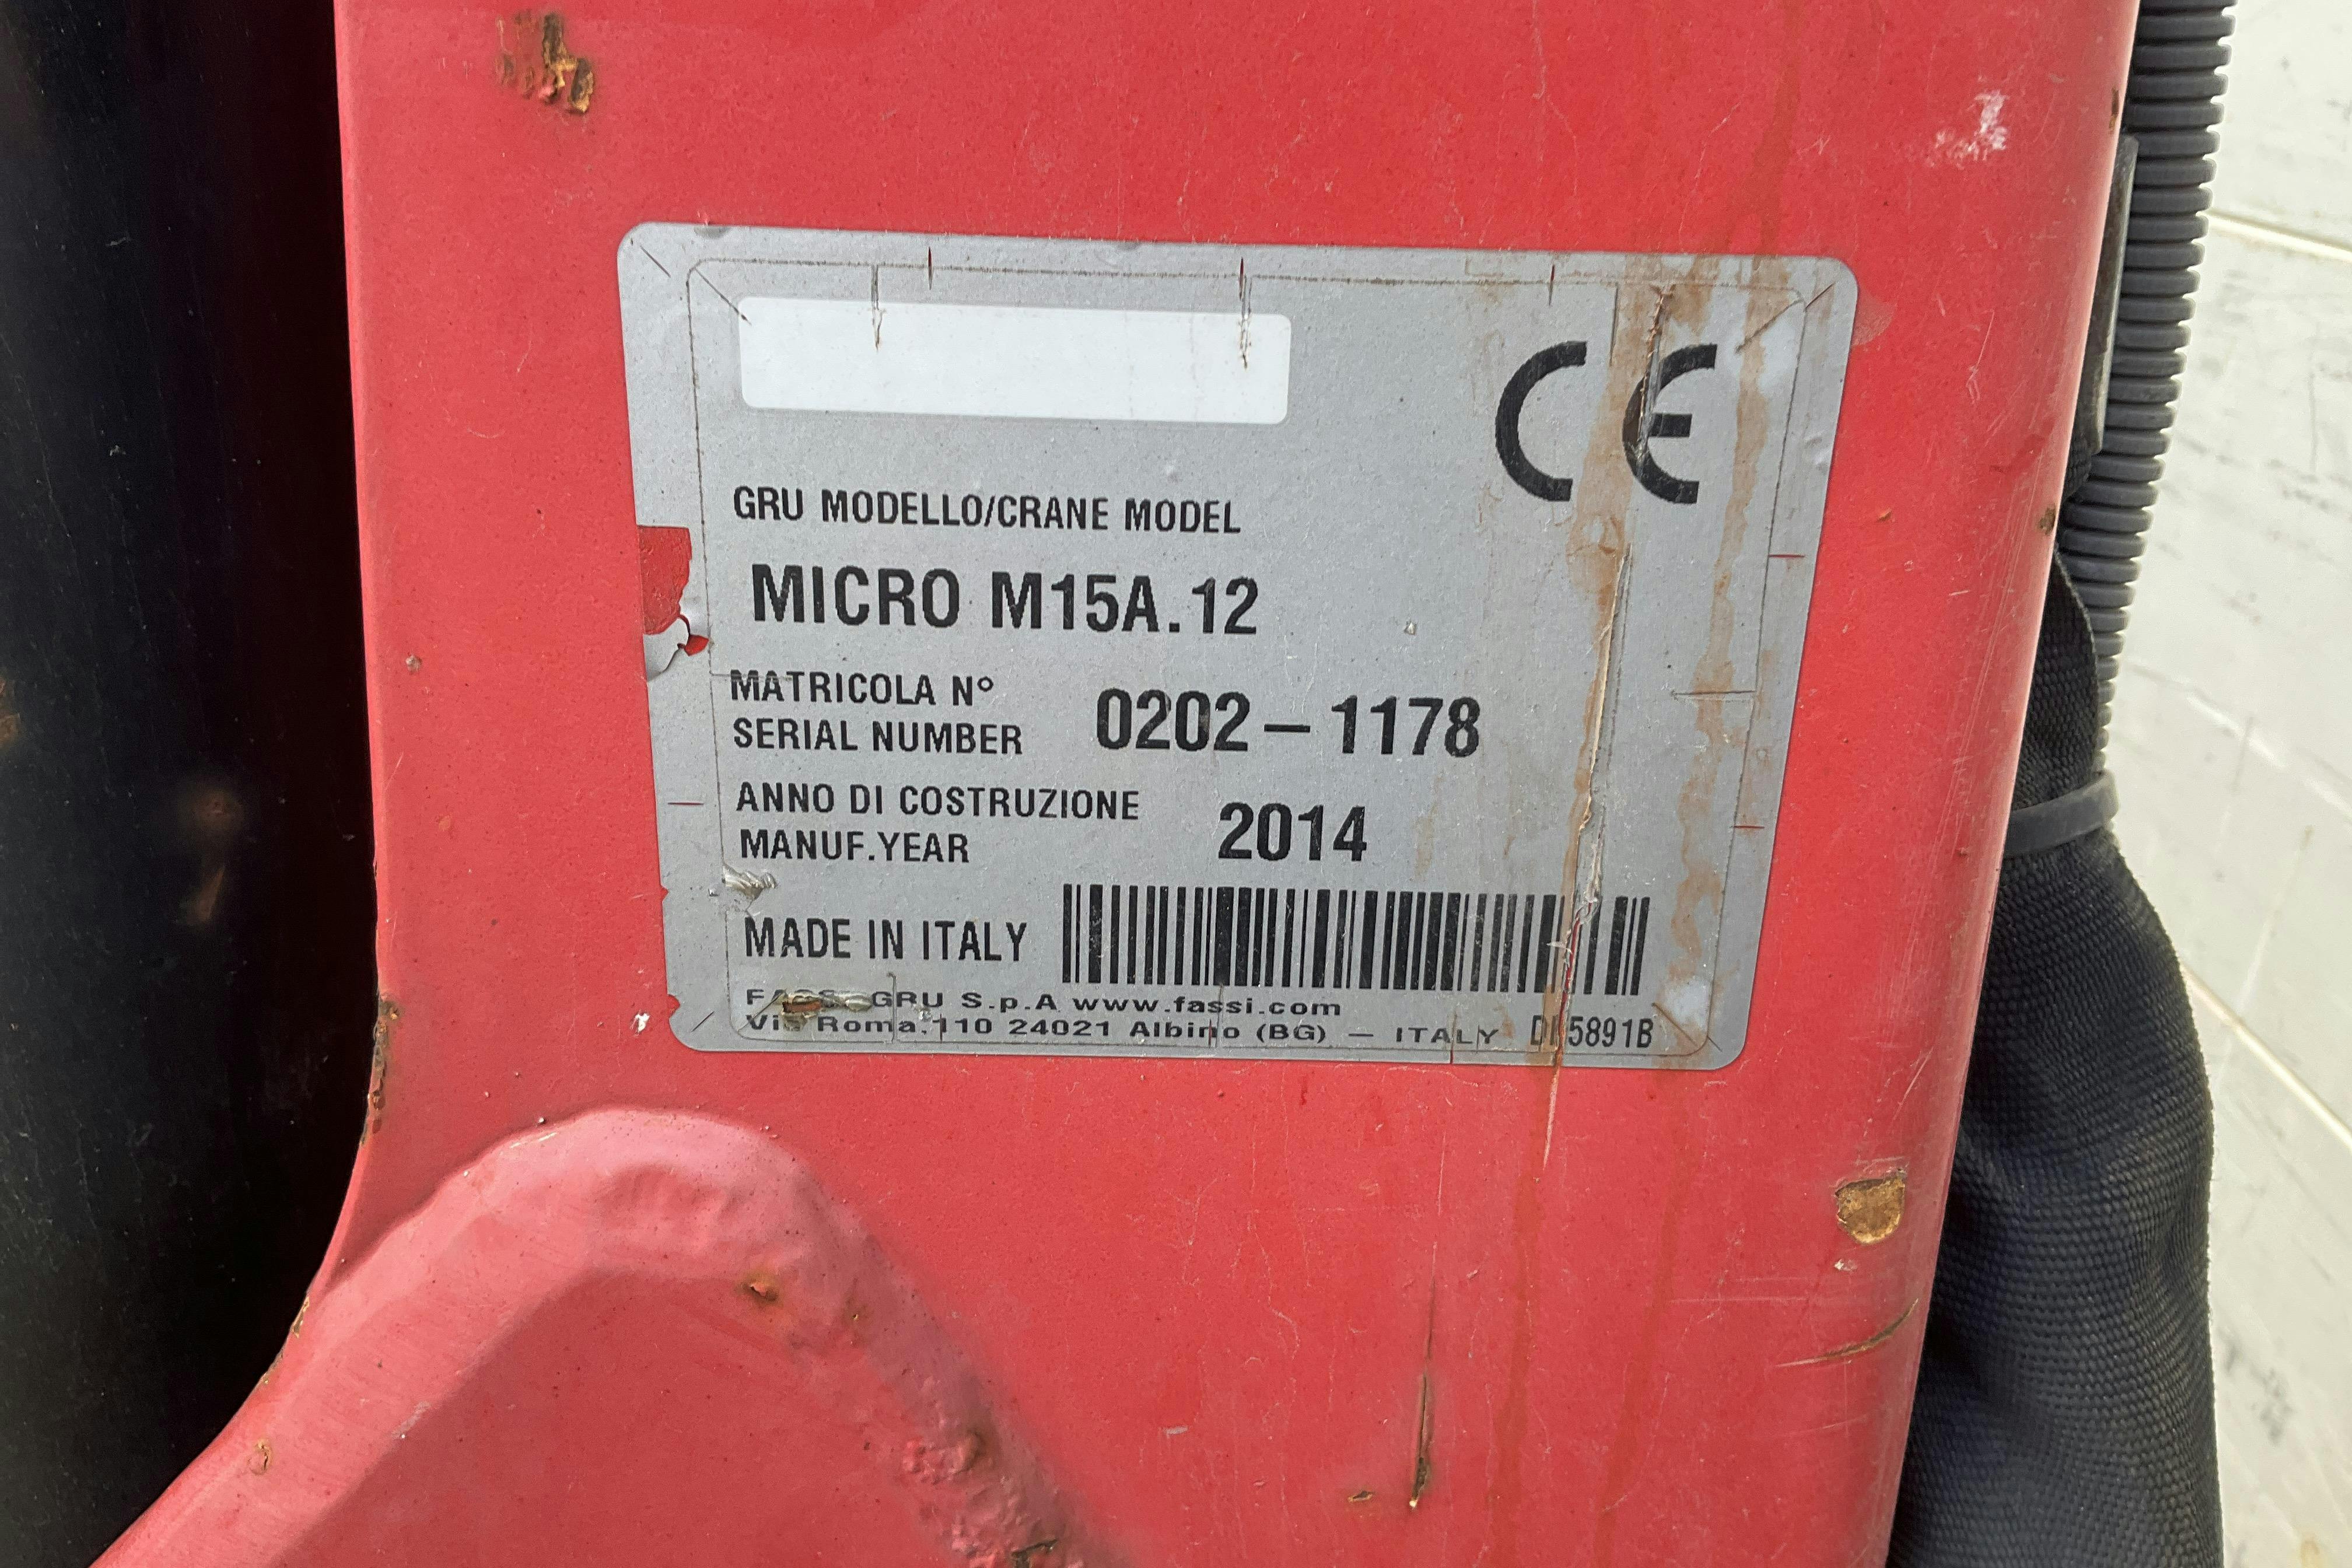 CE
GRU MODELLO/CRANE MODEL
MICRO M15A.12
MATRICOLA N°
SERIAL NUMBER 0202-1178
ANNO DI COSTRUZIONE
MANUF.YEAR 2014
MADE IN ITALY
GRU S.p.A www.fassi.com
Via Roma,110 24021 Albino (BG) - ITALY